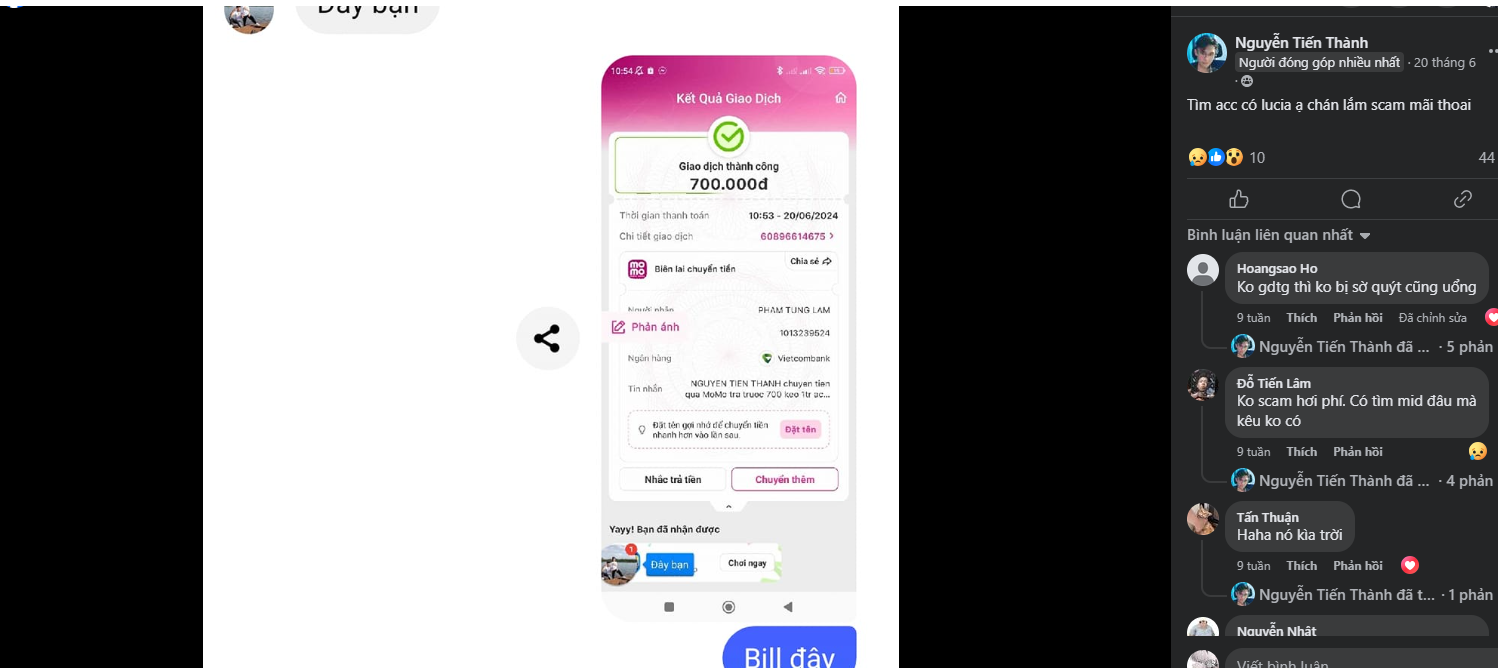 Đây bạn
10:54
Kết Quả Giao Dịch
Giao dịch thành công
700.000đ
Thời gian thanh toán
10:53 - 20/06/2024
Chi tiết giao dịch
60896614675
mo mo
Biên lai chuyển tiền
Chia sẻ
Người nhận
PHAM TUNG LAM
Phản ánh
1013239524
Ngân hàng
Vietcombank
Tin nhắn
NGUYEN TIEN THANH chuyen tien
qua MoMo tra truoc 700 keo 1tr ac...
Đặt tên gợi nhớ để chuyển tiền
nhanh hơn vào lần sau.
Đặt tên
Nhắc trả tiền
Chuyển thêm
Yayy! Bạn đã nhận được
1
Đây bạn
Chơi ngay
Bill đây
Nguyễn Tiến Thành
Người đóng góp nhiều nhất · 20 tháng 6
Tìm acc có lucia ạ chán lắm scam mãi thoai
10
44
Bình luận liên quan nhất
Hoangsao Ho
Ko gdtg thì ko bị sờ quýt cũng uổng
9 tuần Thích Phản hồi Đã chỉnh sửa
Nguyễn Tiến Thành đã ... · 5 phản
Đỗ Tiến Lâm
Ko scam hơi phí. Có tìm mid đâu mà
kêu ko có
9 tuần Thích Phản hồi
Nguyễn Tiến Thành đã ... · 4 phản
Tấn Thuận
Haha nó kìa trời
9 tuần Thích Phản hồi
Nguyễn Tiến Thành đã t... · 1 phản
Nguyễn Nhật
Viết bình luận